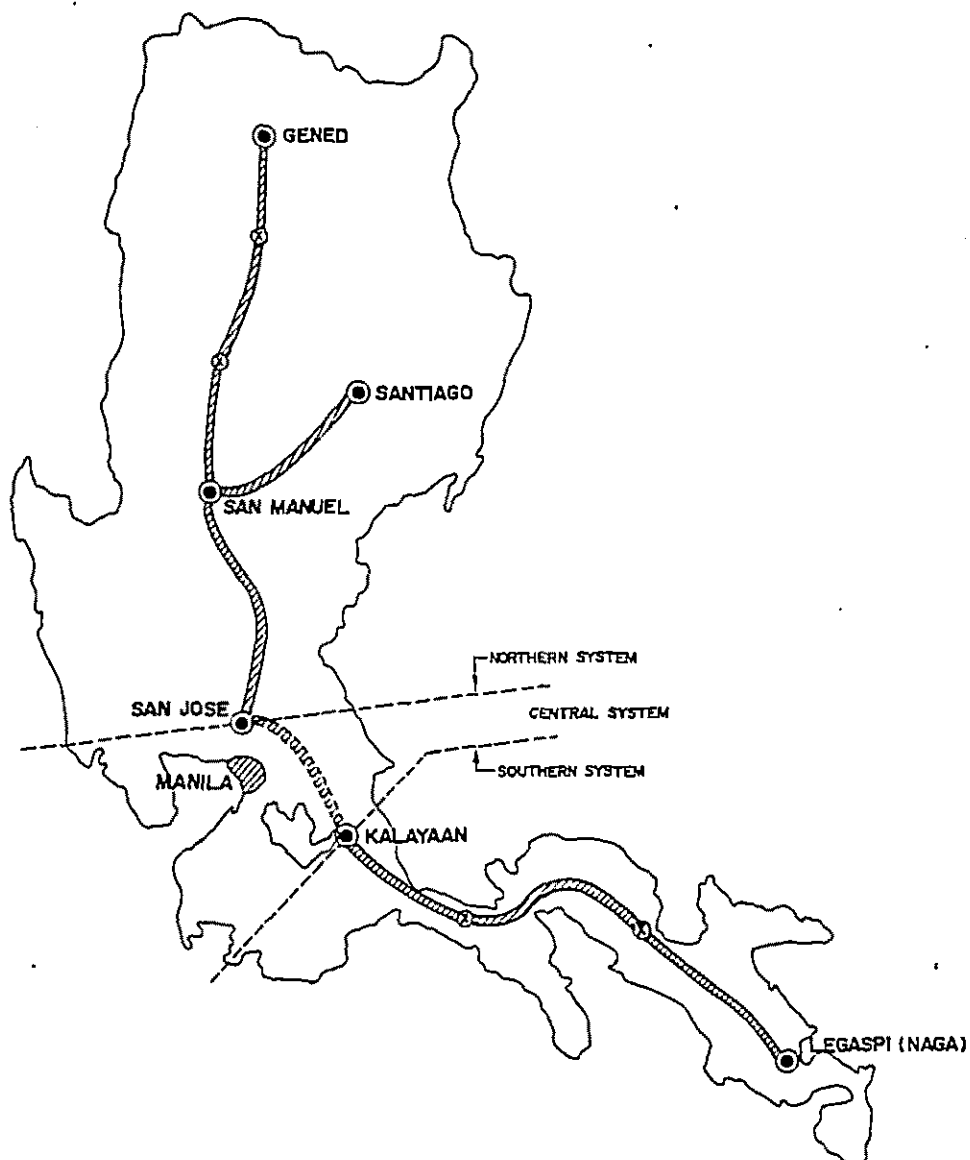 GENED
SANTIAGO
SAN MANUEL
NORTHERN SYSTEM
SAN JOSE
CENTRAL SYSTEM
SOUTHERN SYSTEM
MANILA
KALAYAAN
LEGASPI (NAGA)